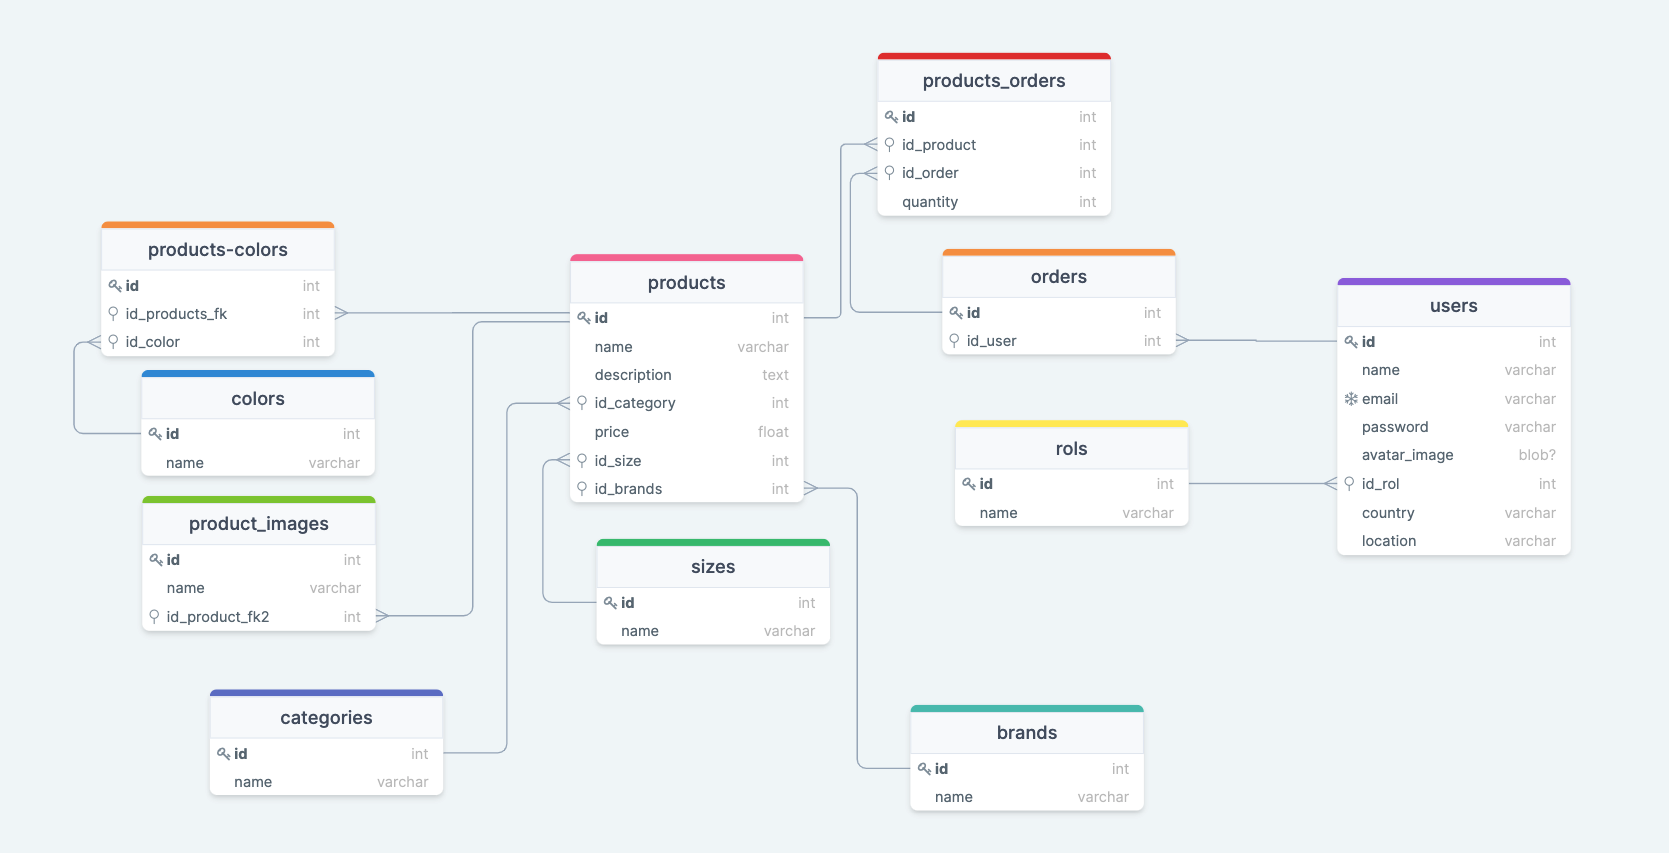 products_orders
id int
id_product int
id_order int
quantity int
products-colors
id int
id_products_fk int
id_color int
products
id int
name varchar
description text
id_category int
price float
id_size int
id_brands int
orders
id int
id_user int
users
id int
name varchar
email varchar
password varchar
avatar_image blob?
id_rol int
country varchar
location varchar
colors
id int
name varchar
rols
id int
name varchar
product_images
id int
name varchar
id_product_fk2 int
sizes
id int
name varchar
categories
id int
name varchar
brands
id int
name varchar